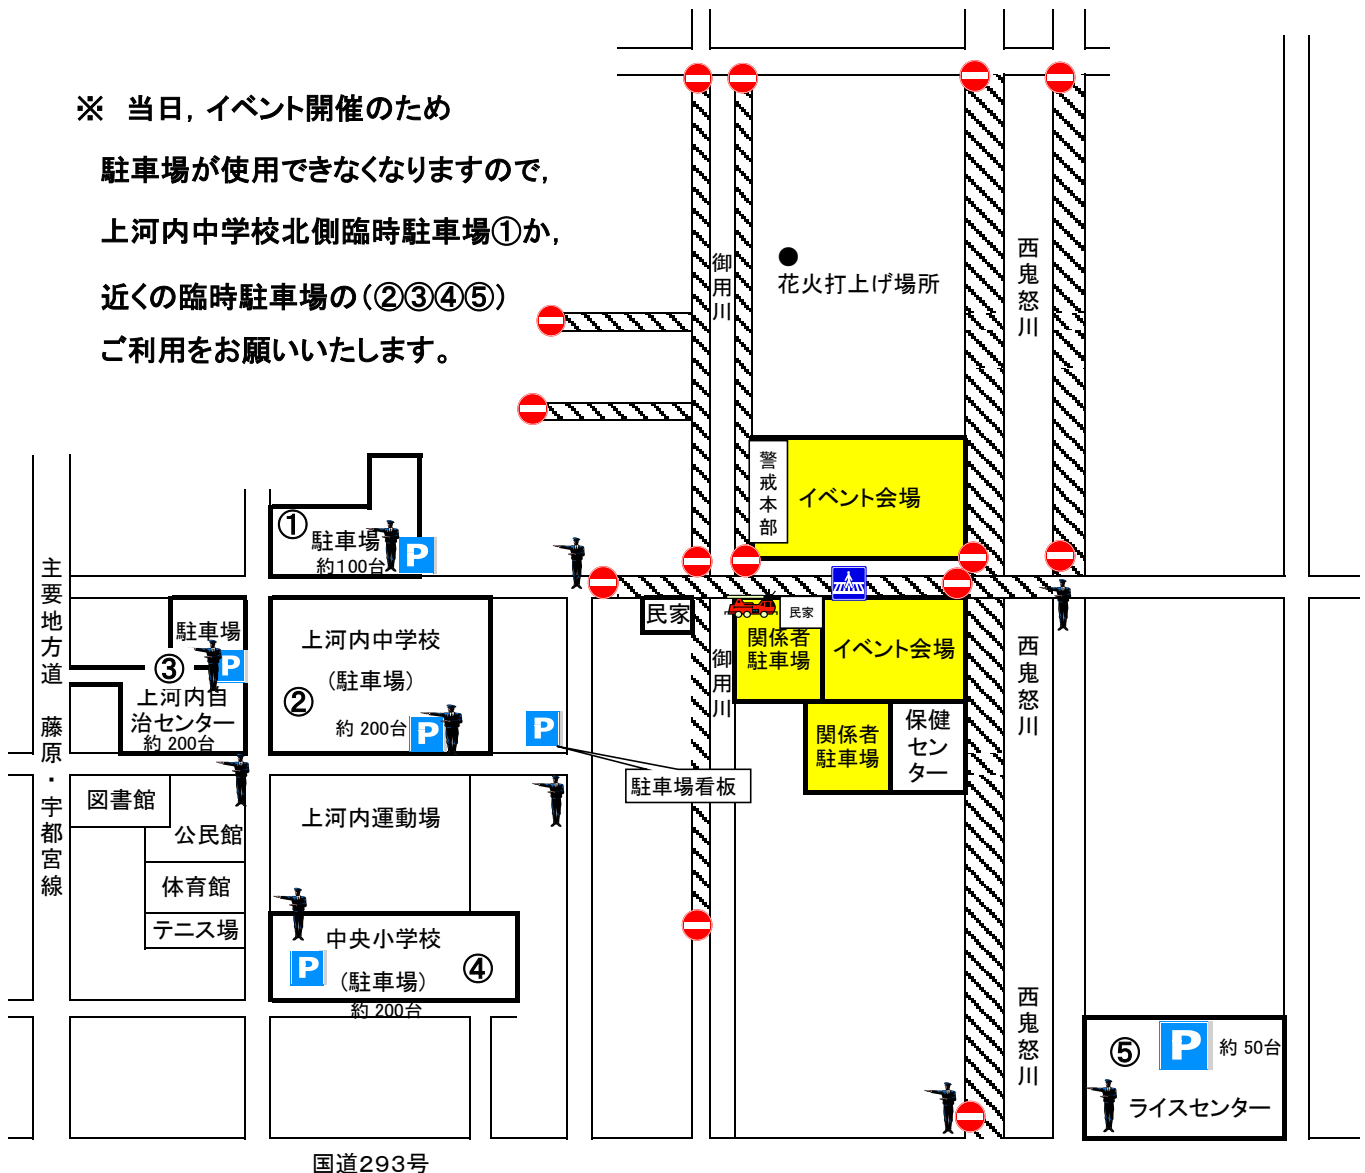 ※ 当日，イベント開催のため
駐車場が使用できなくなりますので，
上河内中学校北側臨時駐車場①か，
近くの臨時駐車場の（②③④⑤）
ご利用をお願いいたします。
御用川
花火打上げ場所
西鬼怒川
警戒本部
イベント会場
①
駐車場
約100台
P
主要地方道 藤原・宇都宮線
駐車場
③
P
上河内自
治センター
約 200台
上河内中学校
（駐車場）
②
約 200台
P
P
駐車場看板
民家
民家
関係者
駐車場
イベント会場
御用川
関係者
駐車場
保健
セン
ター
西鬼怒川
図書館
公民館
体育館
テニス場
上河内運動場
中央小学校
P
（駐車場）
④
約 200台
西鬼怒川
⑤
P
約 50台
ライスセンター
国道293号